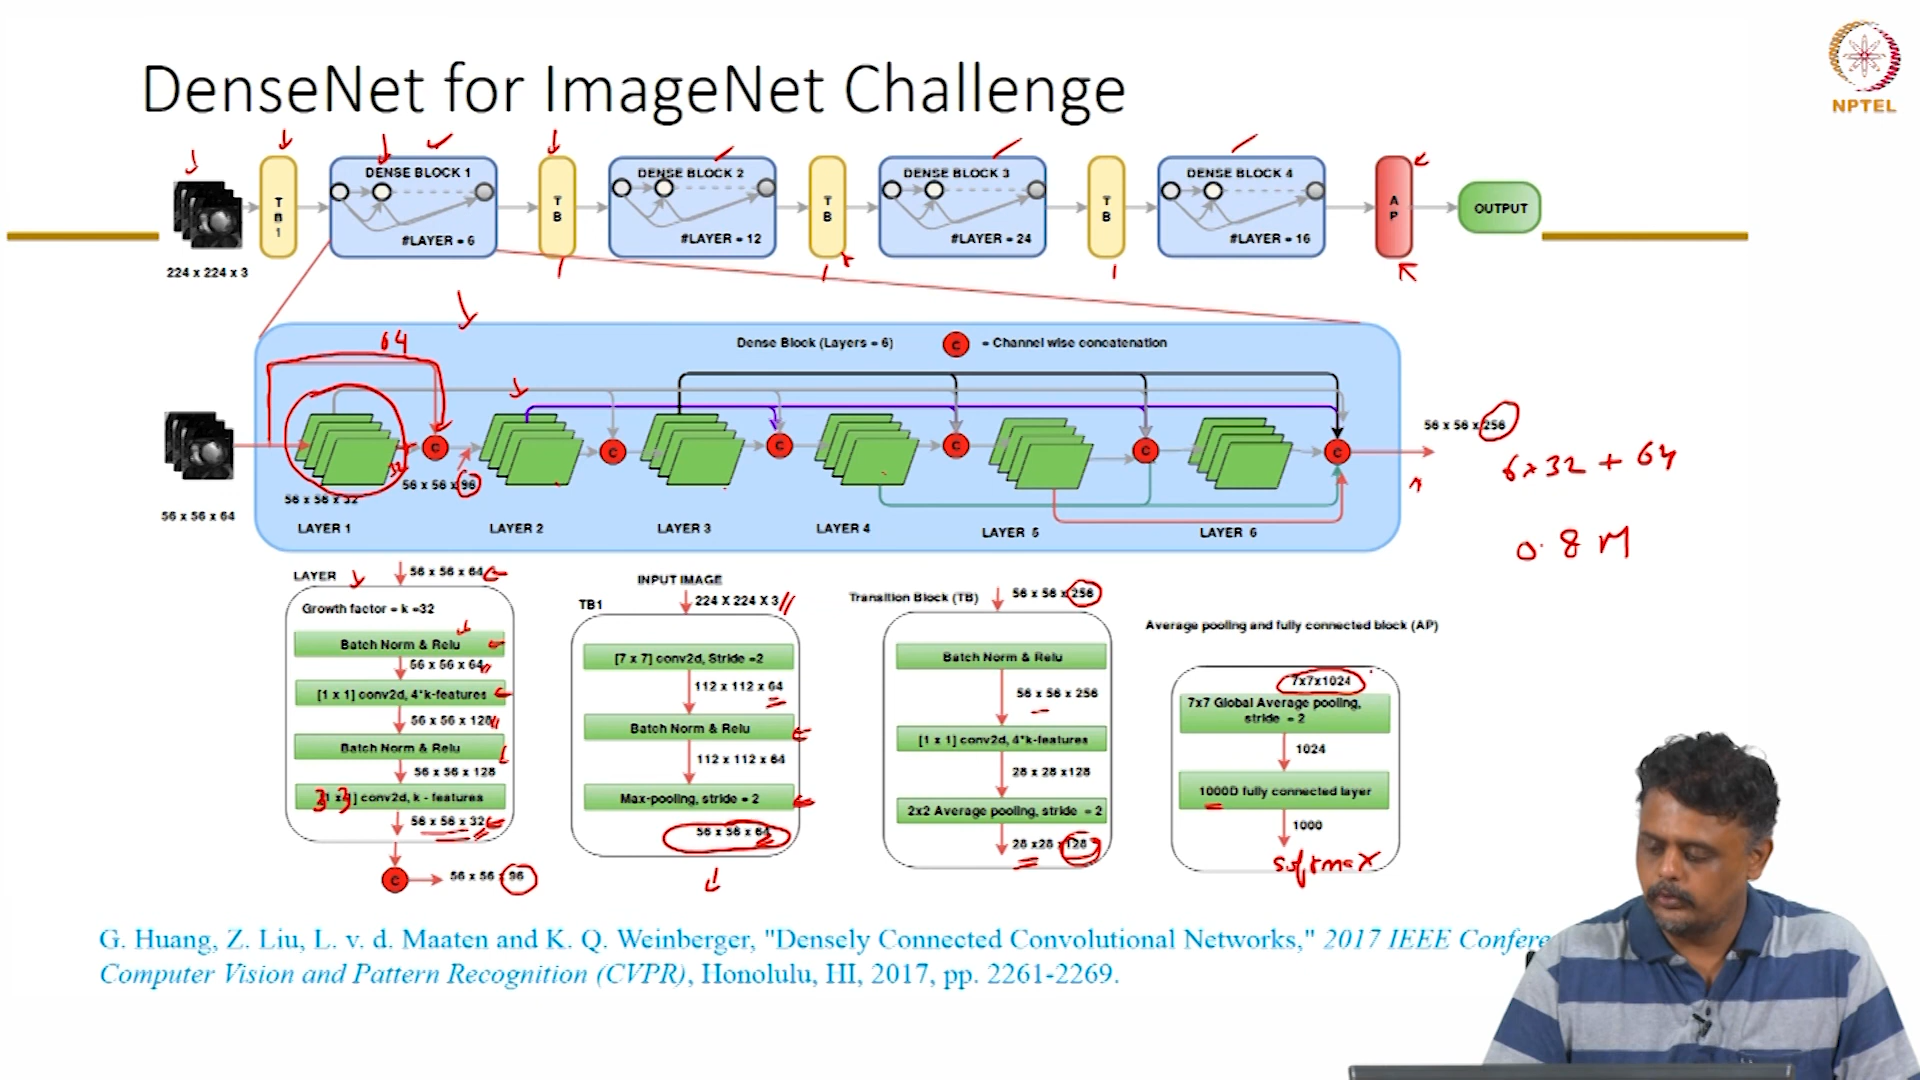 DenseNet for ImageNet Challenge
NPTEL
TB1
DENSE BLOCK 1
#LAYER = 6
TB
DENSE BLOCK 2
#LAYER = 12
TB
DENSE BLOCK 3
#LAYER = 24
TB
DENSE BLOCK 4
#LAYER = 16
AP
OUTPUT
224 x 224 x 3
64
Dense Block (Layers = 6)
C = Channel wise concatenation
C
C
C
C
C
C
32
56 x 56 x 64
56 x 56 x 32
56 x 56 x 96
56 x 56 x 256
6x32 + 64
0.8 M
LAYER 1
LAYER 2
LAYER 3
LAYER 4
LAYER 5
LAYER 6
LAYER
56 x 56 x 64
Growth factor = k =32
Batch Norm & Relu
56 x 56 x 64
[1 x 1] conv2d, 4*k-features
56 x 56 x 128
Batch Norm & Relu
56 x 56 x 128
3 3] conv2d, k - features
56 x 56 x 32
C
56 x 56 x 96
INPUT IMAGE
TB1
224 X 224 X 3
[7 x 7] conv2d, Stride =2
112 x 112 x 64
Batch Norm & Relu
112 x 112 x 64
Max-pooling, stride = 2
56 x 56 x 64
Transition Block (TB)
56 x 56 x 256
Batch Norm & Relu
56 x 56 x 256
[1 x 1] conv2d, 4*k-features
28 x 28 x128
2x2 Average pooling, stride = 2
28 x28 x128
Average pooling and fully connected block (AP)
7x7x1024
7x7 Global Average pooling,
stride = 2
1024
1000D fully connected layer
1000
softmax
G. Huang, Z. Liu, L. v. d. Maaten and K. Q. Weinberger, "Densely Connected Convolutional Networks," 2017 IEEE Confere
Computer Vision and Pattern Recognition (CVPR), Honolulu, HI, 2017, pp. 2261-2269.